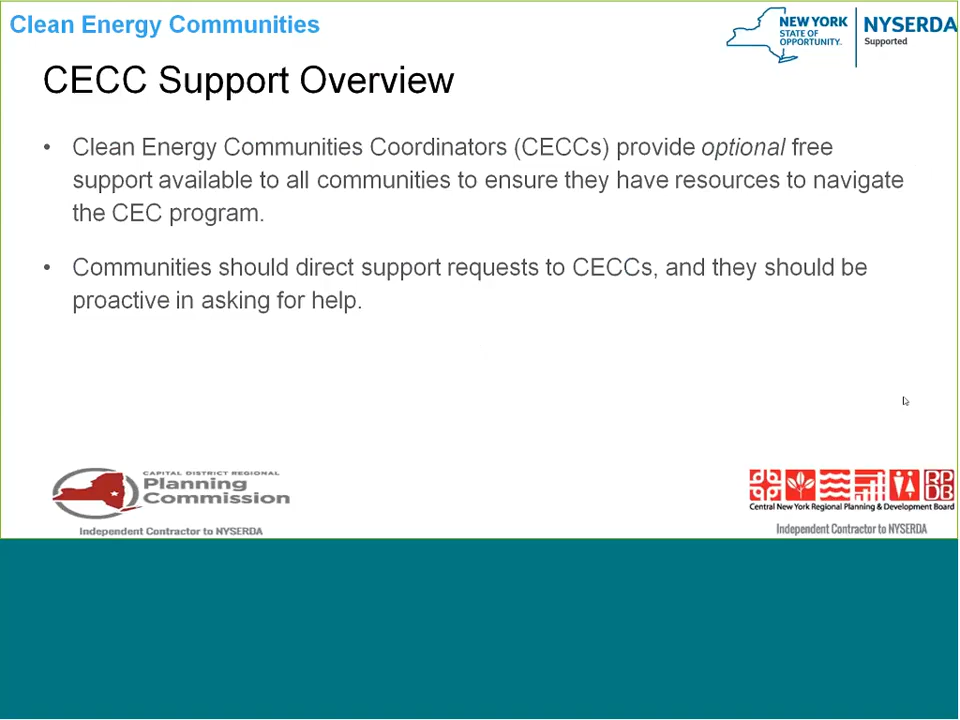 Clean Energy Communities
NEW YORK
STATE OF
OPPORTUNITY.
NYSERDA
Supported
CECC Support Overview
• Clean Energy Communities Coordinators (CECCs) provide optional free
support available to all communities to ensure they have resources to navigate
the CEC program.
• Communities should direct support requests to CECCs, and they should be
proactive in asking for help.
CAPITAL DISTRICT REGIONAL
Planning
Commission
Independent Contractor to NYSERDA
RP
DB
Central New York Regional Planning & Development Board
Independent Contractor to NYSERDA